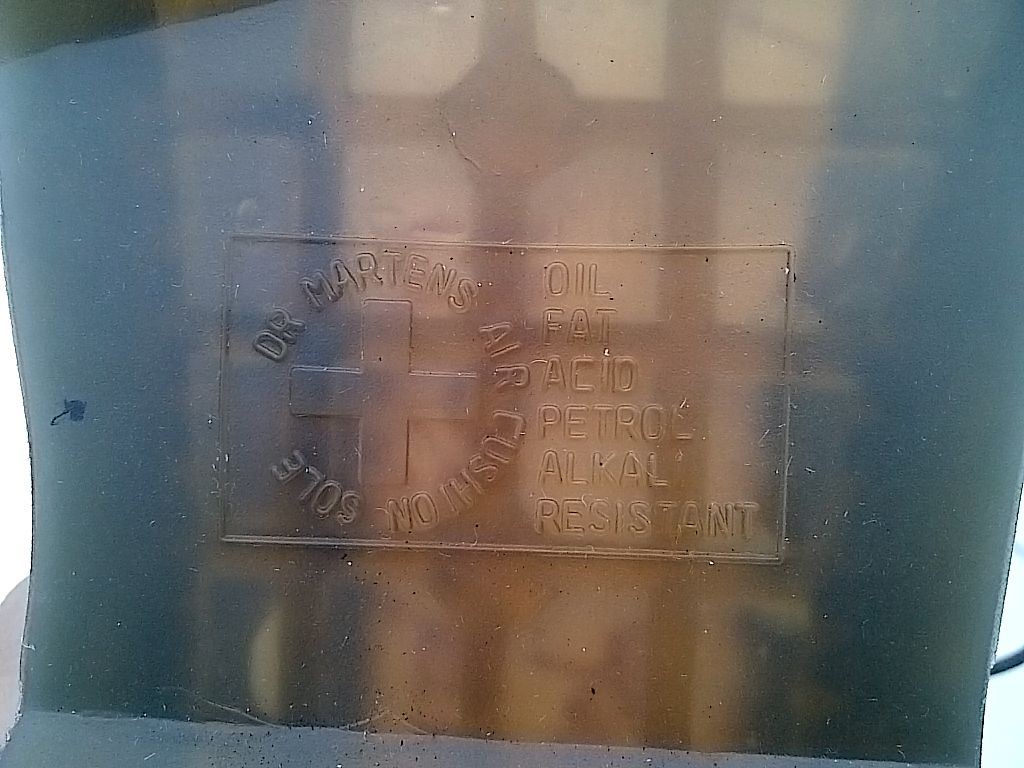 DR MARTENS AIR CUSHION SOLE
OIL
FAT
ACID
PETROL
ALKALI
RESISTANT